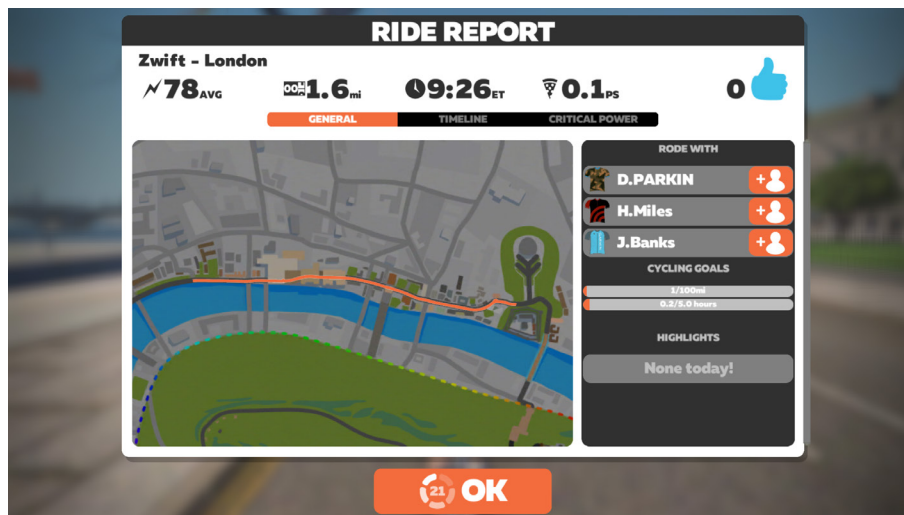 RIDE REPORT
Zwift - London
78AVG 1.6mi 9:26ET 0.1PS 0
GENERAL TIMELINE CRITICAL POWER
RODE WITH
D.PARKIN
H.Miles
J.Banks
CYCLING GOALS
1/100mi
0.2/5.0 hours
HIGHLIGHTS
None today!
21 OK